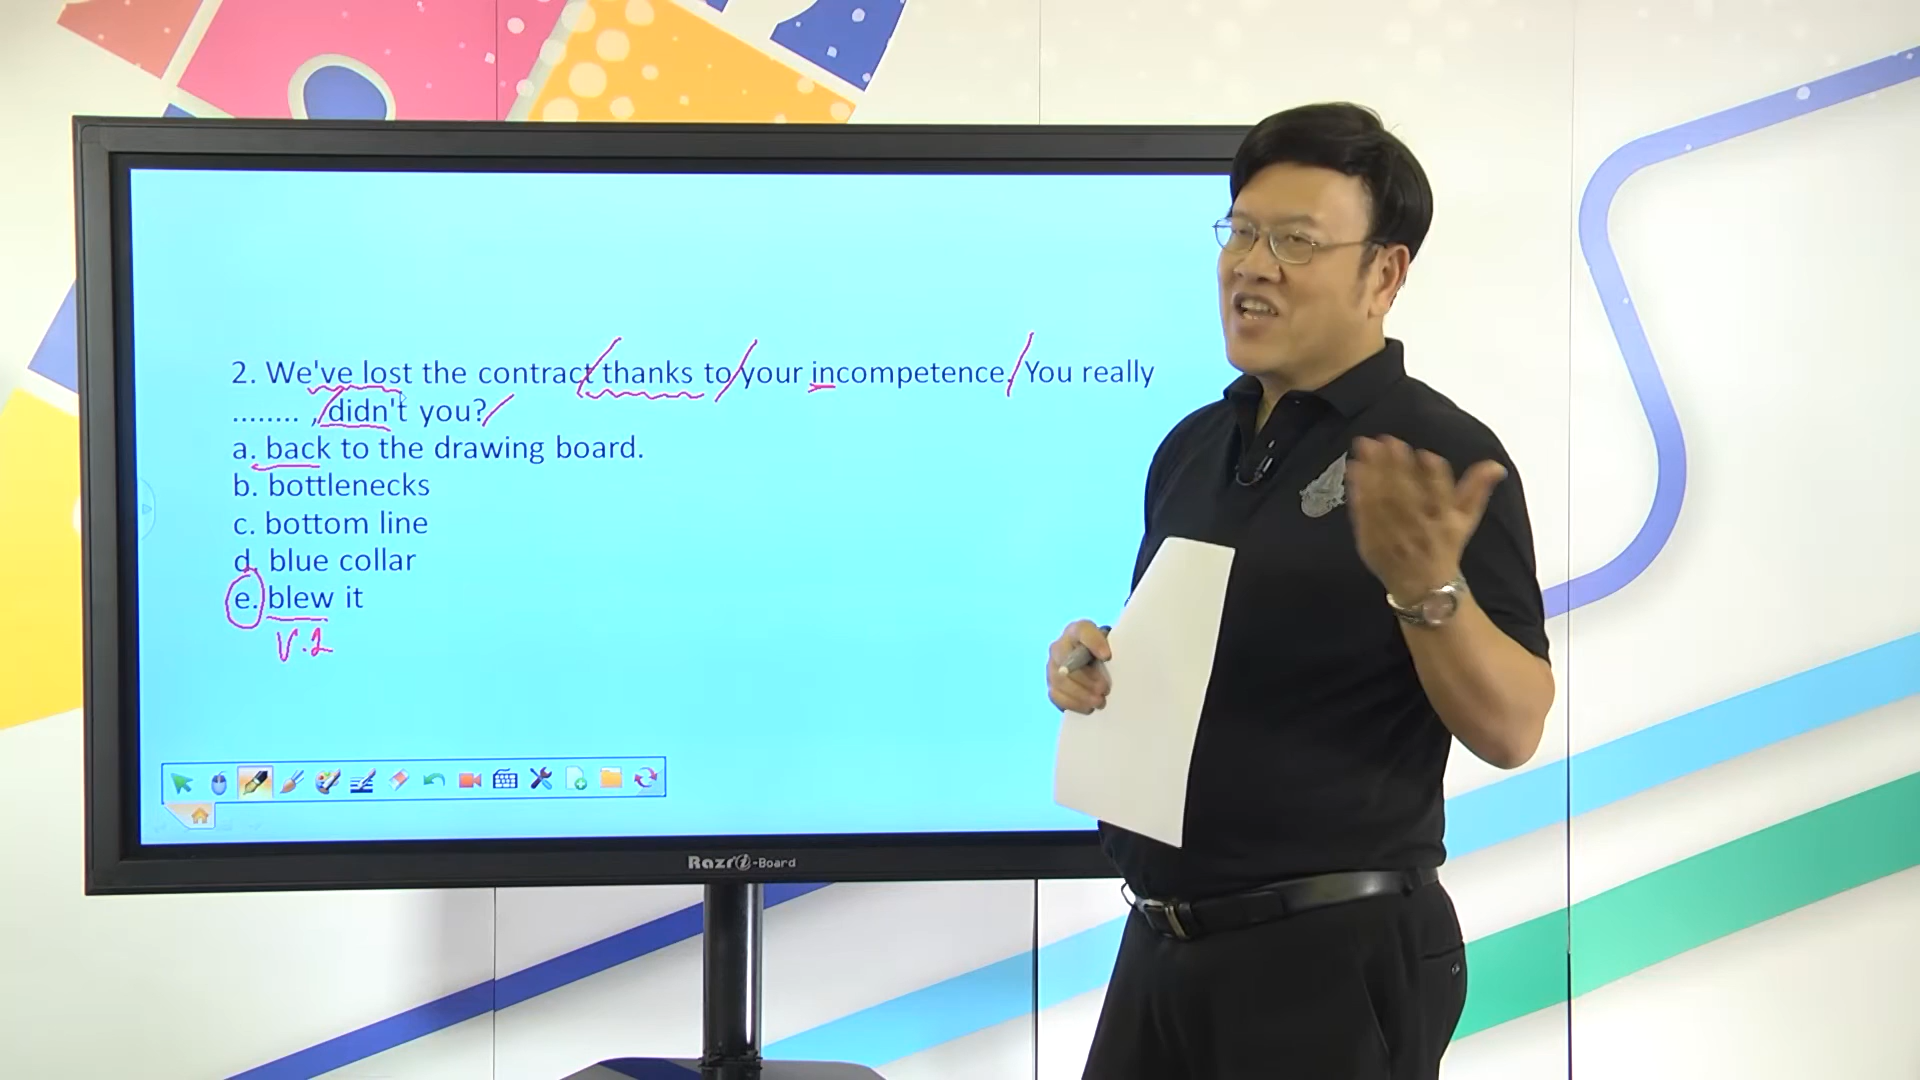 2. We've lost the contract thanks to your incompetence. You really
........ , didn't you?
a. back to the drawing board.
b. bottlenecks
c. bottom line
d. blue collar
e. blew it
V.2
Razr i-Board